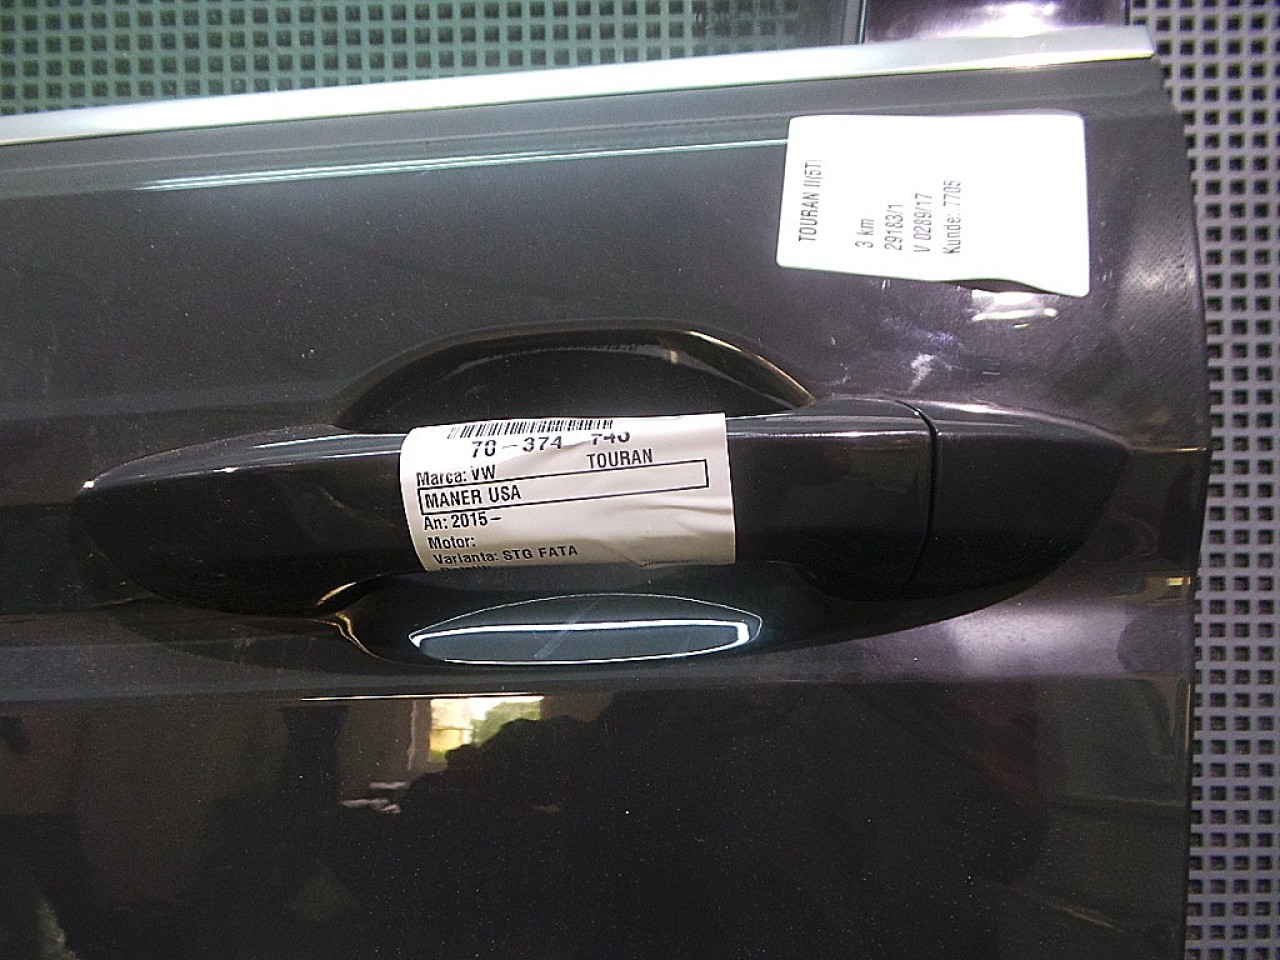 TOURAN II(5T)
3 km
29183/1
V 0289/17
Kunde: 7705
70-374-740
Marca: VW TOURAN
MANER USA
An: 2015-
Motor:
Varianta: STG FATA